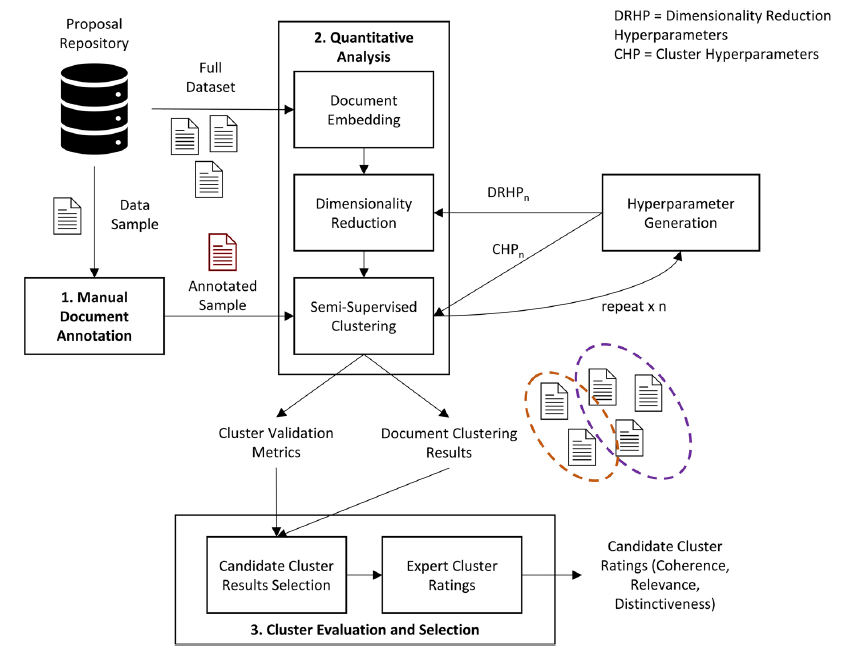 Proposal
Repository
DRHP = Dimensionality Reduction
Hyperparameters
CHP = Cluster Hyperparameters
2. Quantitative
Analysis
Full
Dataset
Document
Embedding
Data
Sample
Dimensionality
Reduction
DRHPn
Hyperparameter
Generation
CHPn
1. Manual
Document
Annotation
Annotated
Sample
Semi-Supervised
Clustering
repeat x n
Cluster Validation
Metrics
Document Clustering
Results
Candidate Cluster
Results Selection
Expert Cluster
Ratings
Candidate Cluster
Ratings (Coherence,
Relevance,
Distinctiveness)
3. Cluster Evaluation and Selection